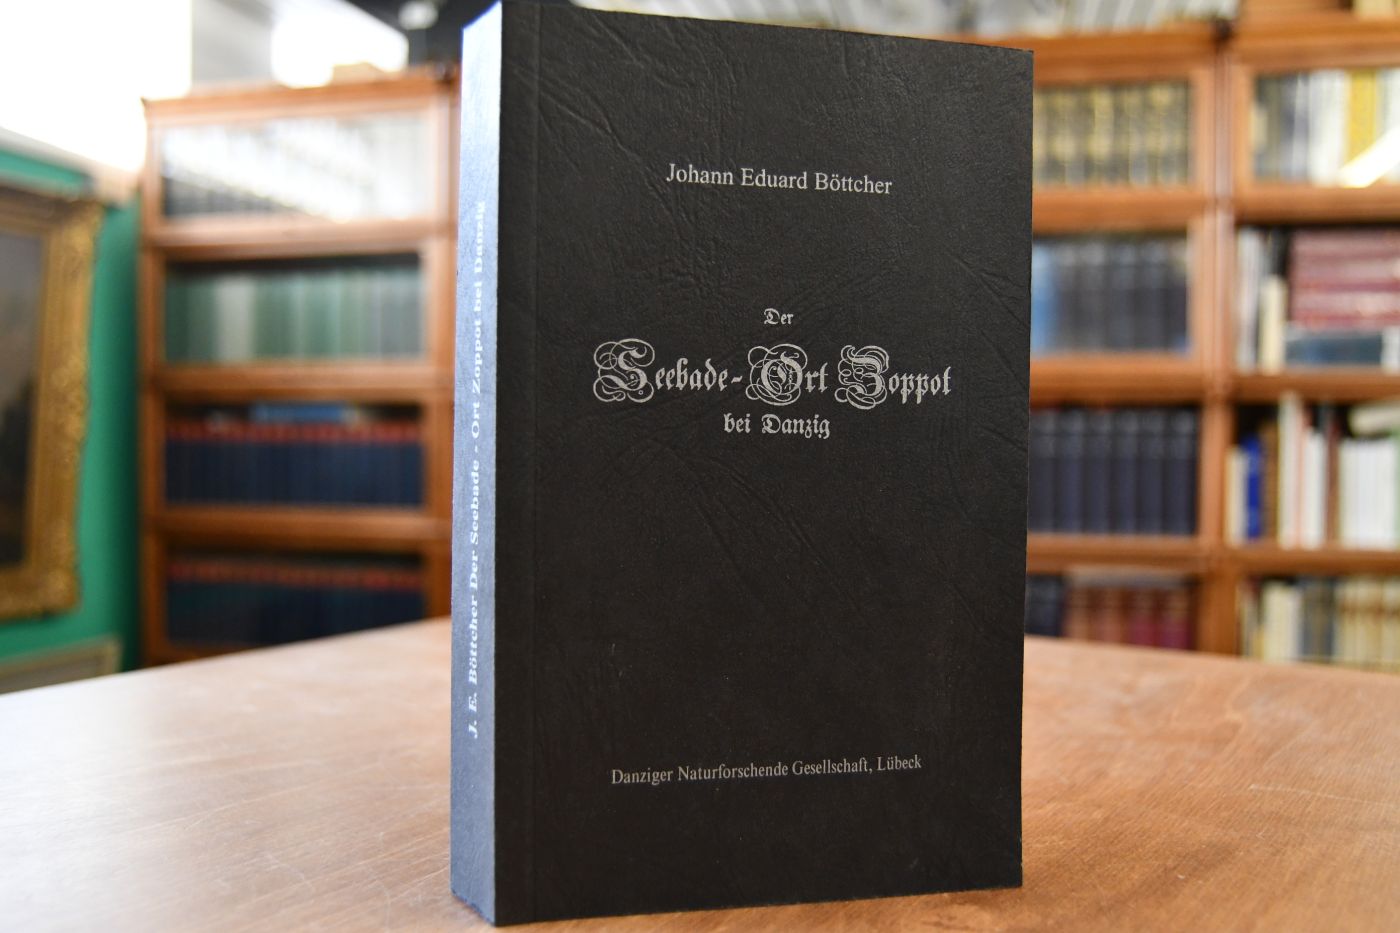 Johann Eduard Böttcher
Der
Seebade-Ort Zoppot
bei Danzig
Danziger Naturforschende Gesellschaft, Lübeck
J. E. Böttcher Der Seebade - Ort Zoppot bei Danzig